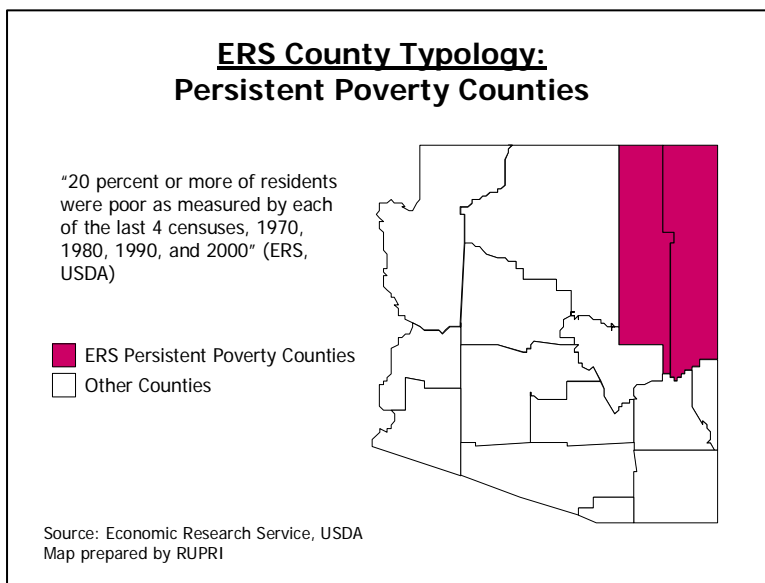 ERS County Typology:
Persistent Poverty Counties
“20 percent or more of residents
were poor as measured by each
of the last 4 censuses, 1970,
1980, 1990, and 2000” (ERS,
USDA)
ERS Persistent Poverty Counties
Other Counties
Source: Economic Research Service, USDA
Map prepared by RUPRI